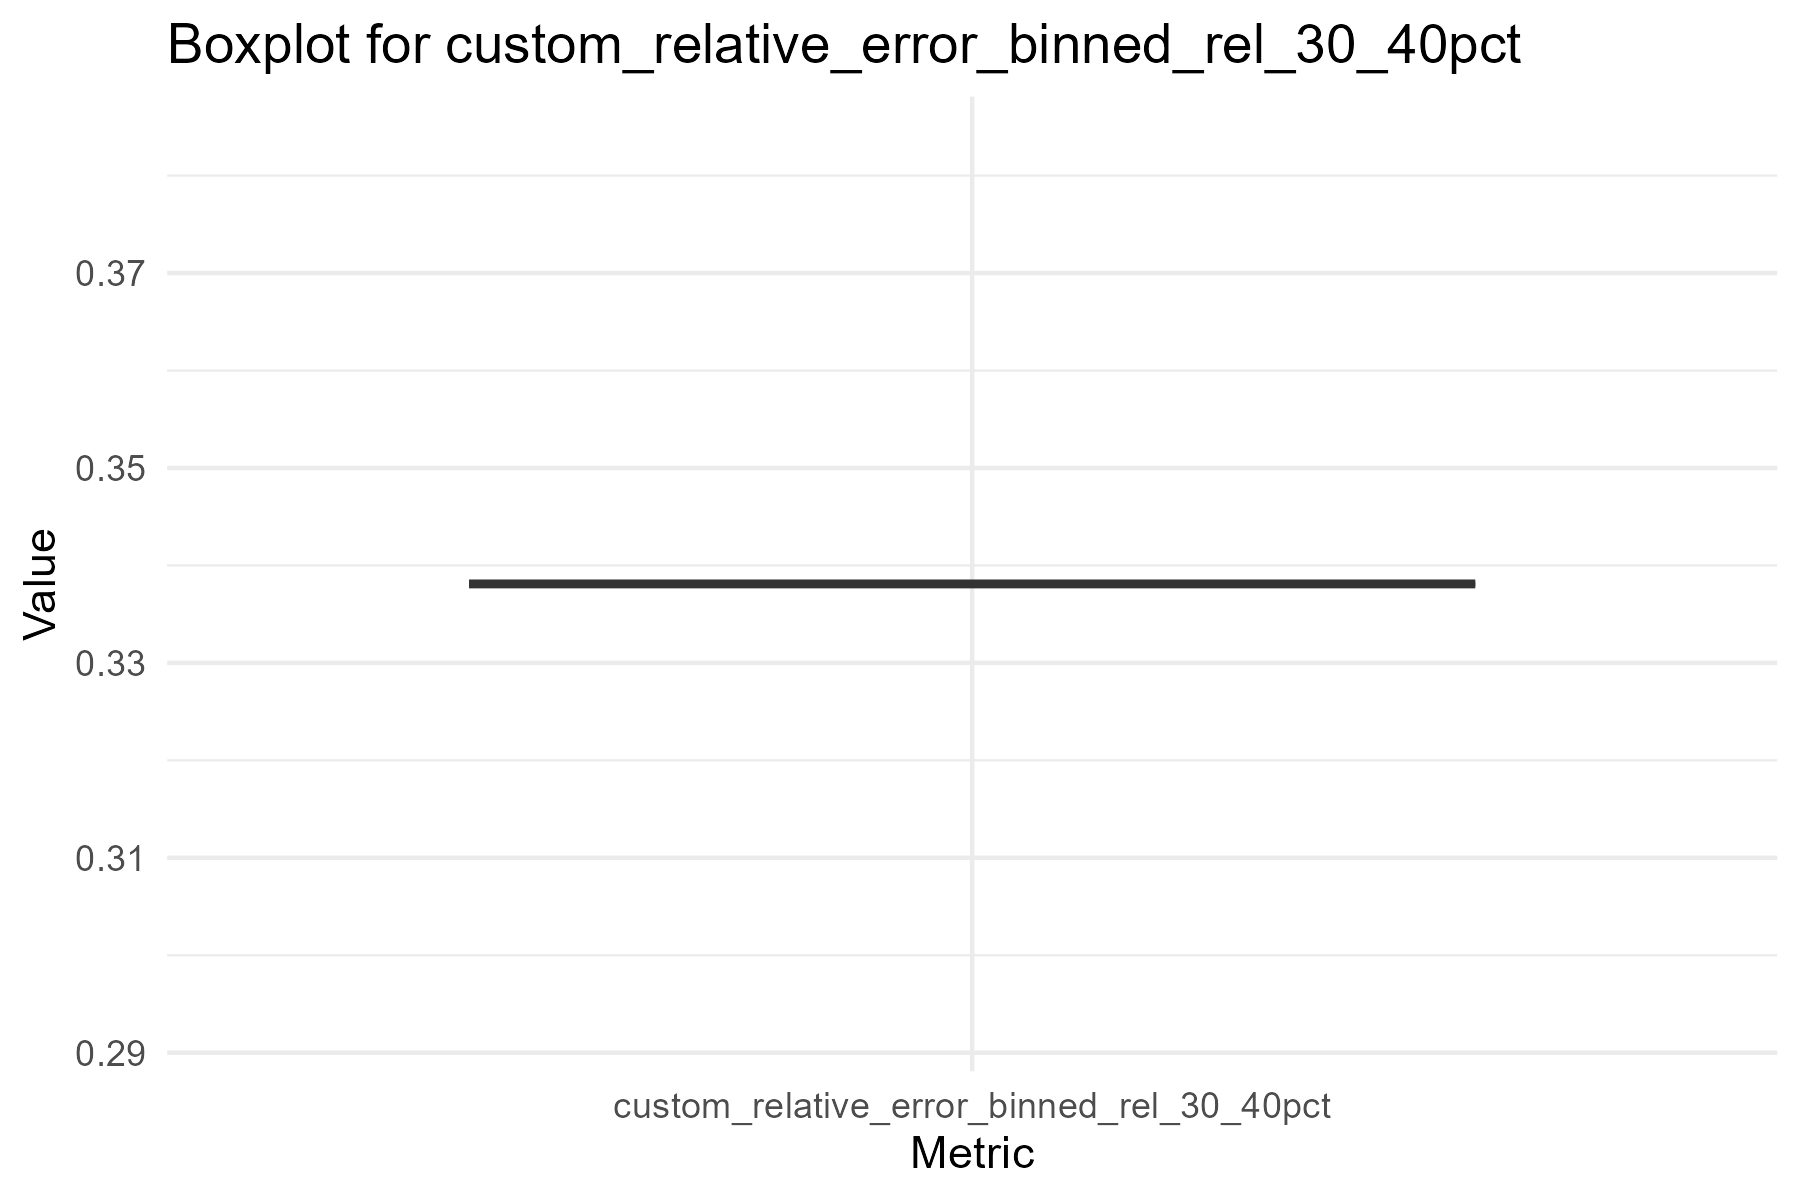 Boxplot for custom_relative_error_binned_rel_30_40pct
0.37
0.35
0.33
0.31
0.29
Value
custom_relative_error_binned_rel_30_40pct
Metric